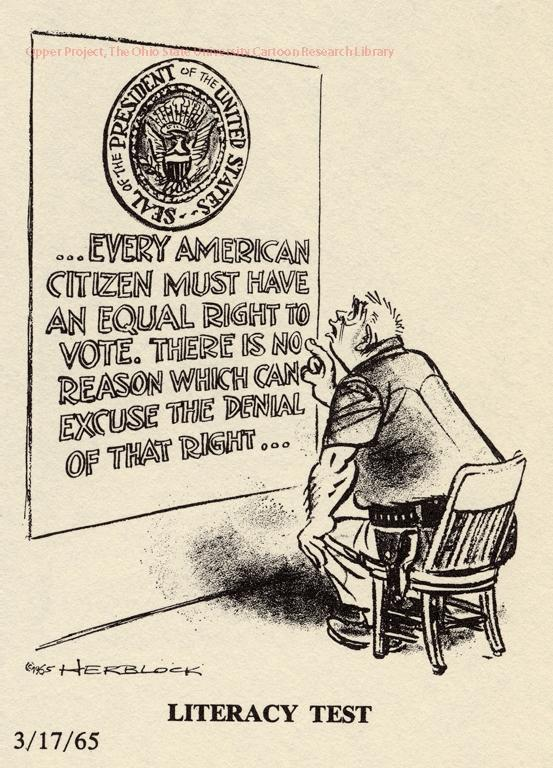 Opper Project, The Ohio State University Cartoon Research Library
SEAL OF THE PRESIDENT OF THE UNITED STATES
...EVERY AMERICAN
CITIZEN MUST HAVE
AN EQUAL RIGHT TO
VOTE. THERE IS NO
REASON WHICH CAN
EXCUSE THE DENIAL
OF THAT RIGHT...
©1965 HERBLOCK
LITERACY TEST
3/17/65